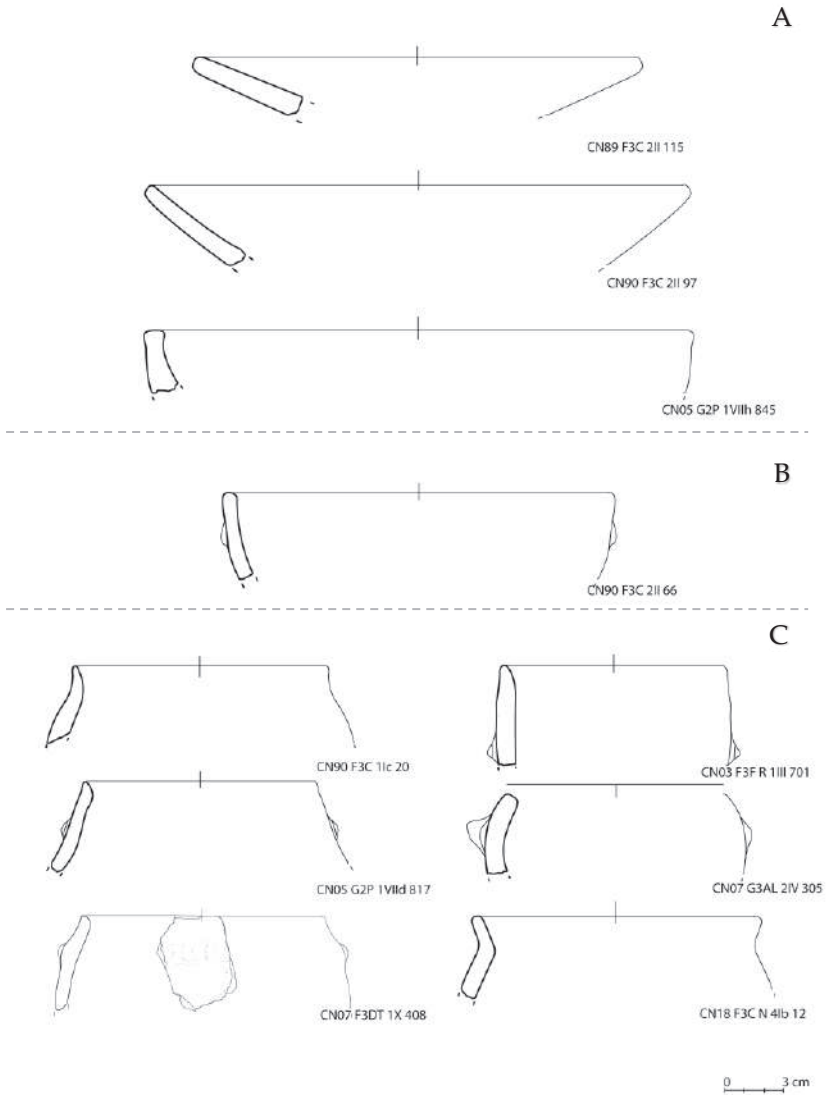 A
CN89 F3C 2II 115
CN90 F3C 2II 97
CN05 G2P 1VIIh 845
B
CN90 F3C 2II 66
C
CN90 F3C 1Ic 20
CN03 F3F R 1III 701
CN05 G2P 1VIId 817
CN07 G3AL 2IV 305
CN07 F3DT 1X 408
CN18 F3C N 4Ib 12
0 3 cm